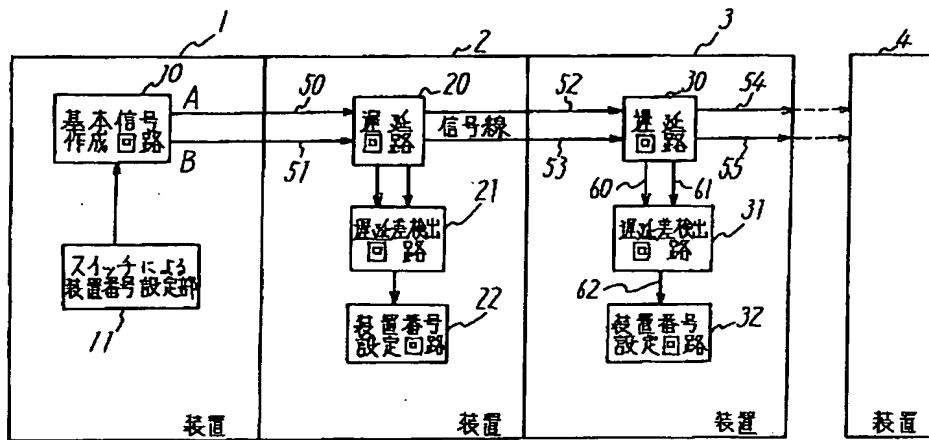 1
2
3
4
10
基本信号
作成回路
A
B
50
51
20
遅延
回路
信号線
52
53
30
遅延
回路
54
55
60
61
21
遅延差検出
回路
31
遅延差検出
回路
スイッチによる
装置番号設定部
11
62
22
装置番号
設定回路
32
装置番号
設定回路
装置
装置
装置
装置